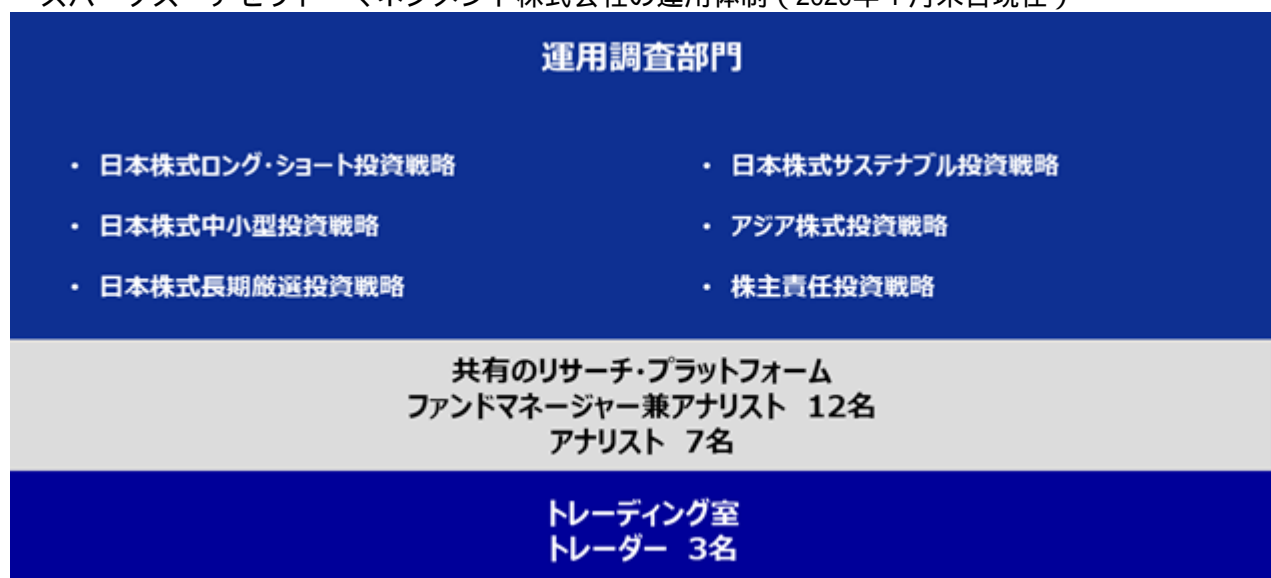 運用調査部門
・ 日本株式ロング・ショート投資戦略
・ 日本株式中小型投資戦略
・ 日本株式長期厳選投資戦略
・ 日本株式サステナブル投資戦略
・ アジア株式投資戦略
・ 株主責任投資戦略
共有のリサーチ・プラットフォーム
ファンドマネージャー兼アナリスト 12名
アナリスト 7名
トレーディング室
トレーダー 3名